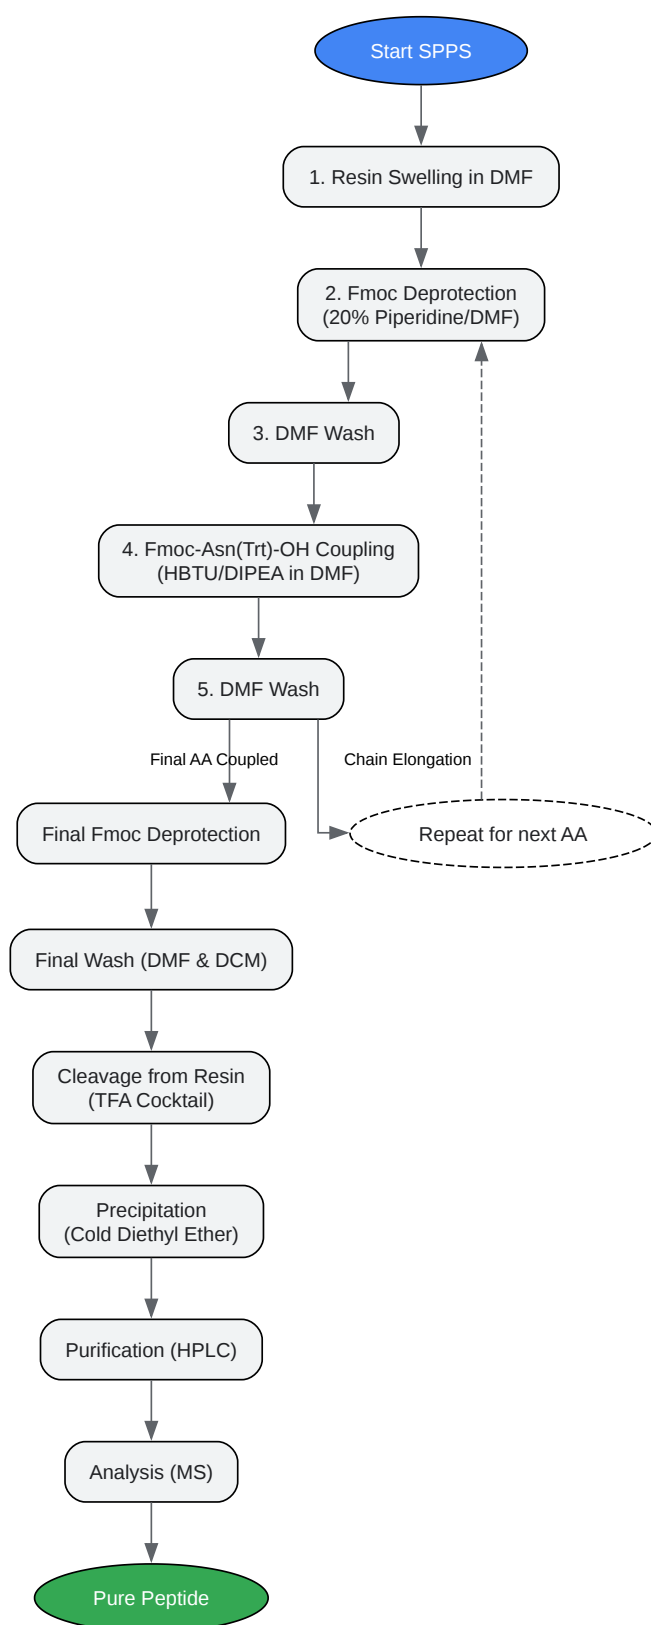 Start SPPS
1. Resin Swelling in DMF
2. Fmoc Deprotection
(20% Piperidine/DMF)
3. DMF Wash
4. Fmoc-Asn(Trt)-OH Coupling
(HBTU/DIPEA in DMF)
5. DMF Wash
Final AA Coupled
Chain Elongation
Final Fmoc Deprotection
Repeat for next AA
Final Wash (DMF & DCM)
Cleavage from Resin
(TFA Cocktail)
Precipitation
(Cold Diethyl Ether)
Purification (HPLC)
Analysis (MS)
Pure Peptide